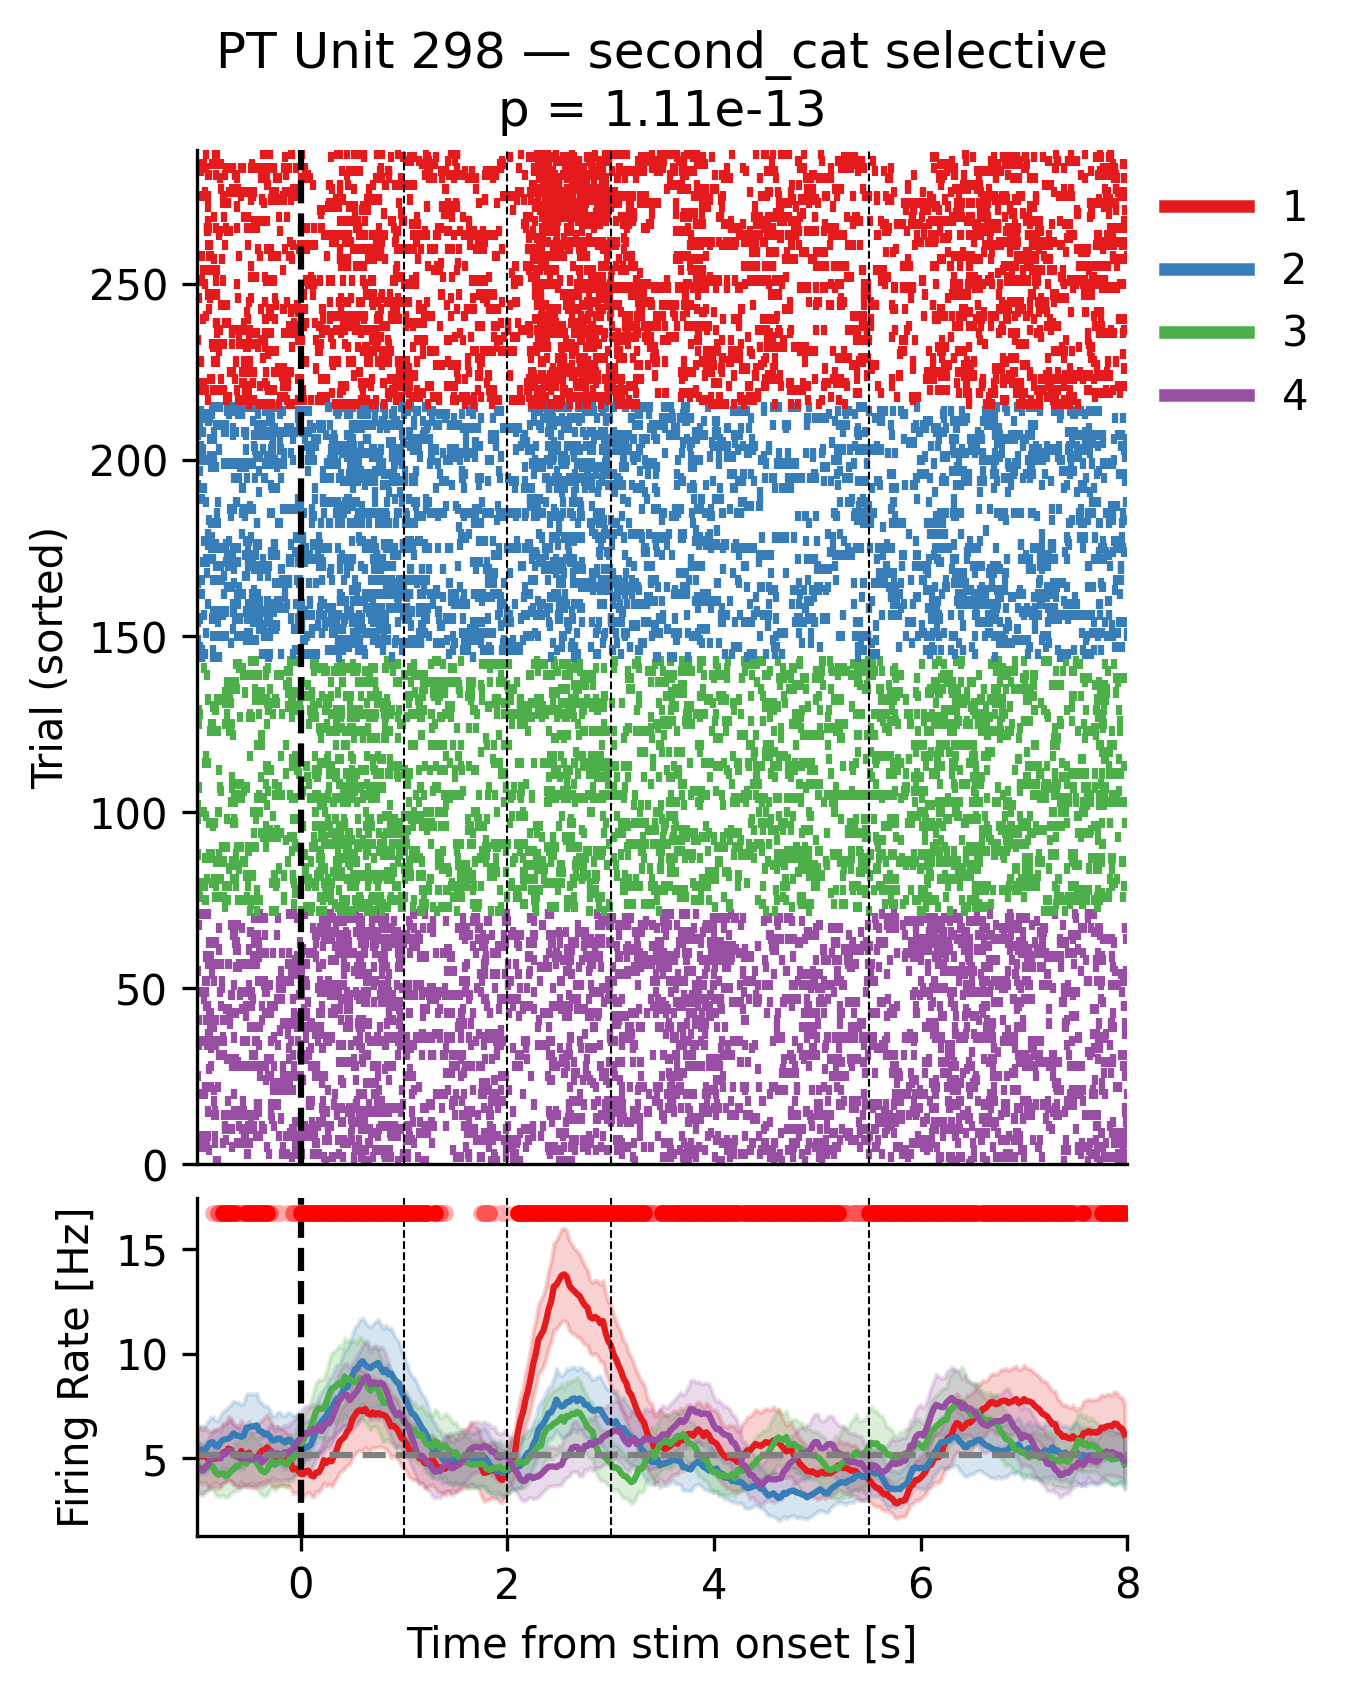 PT Unit 298 — second_cat selective
p = 1.11e-13
250
200
150
100
50
0
Trial (sorted)
1
2
3
4
15
10
5
Firing Rate [Hz]
0 2 4 6 8
Time from stim onset [s]